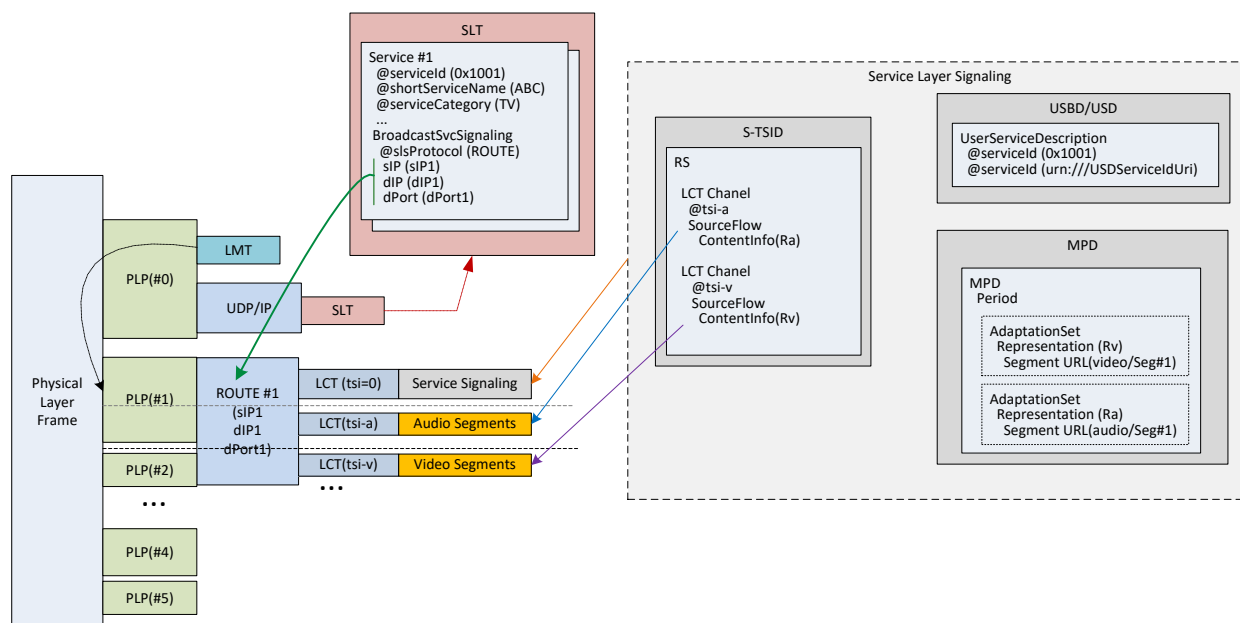 SLT
Service #1
@serviceId (0x1001)
@shortServiceName (ABC)
@serviceCategory (TV)
...
BroadcastSvcSignaling
@slsProtocol (ROUTE)
sIP (sIP1)
dIP (dIP1)
dPort (dPort1)
Service Layer Signaling
S-TSID
RS
LCT Chanel
@tsi-a
SourceFlow
ContentInfo(Ra)
LCT Chanel
@tsi-v
SourceFlow
ContentInfo(Rv)
USBD/USD
UserServiceDescription
@serviceId (0x1001)
@serviceId (urn:///USDServiceIdUri)
MPD
MPD
Period
AdaptationSet
Representation (Rv)
Segment URL(video/Seg#1)
AdaptationSet
Representation (Ra)
Segment URL(audio/Seg#1)
Physical
Layer
Frame
PLP(#0)
LMT
UDP/IP
SLT
PLP(#1)
ROUTE #1
(sIP1
dIP1
dPort1)
LCT (tsi=0)
Service Signaling
LCT(tsi-a)
Audio Segments
PLP(#2)
LCT(tsi-v)
Video Segments
...
...
PLP(#4)
PLP(#5)